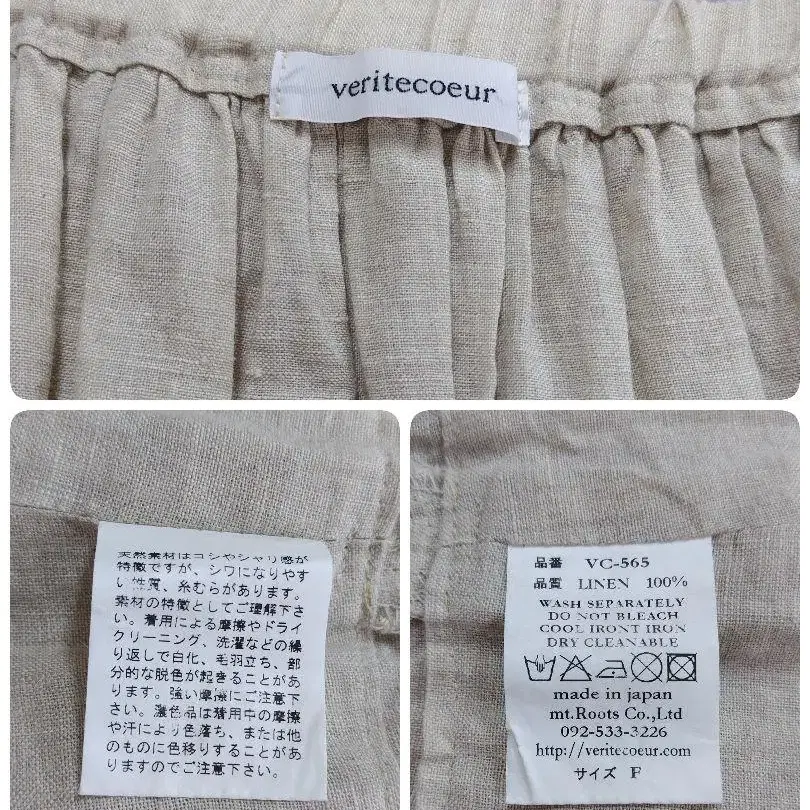 veritecoeur
天然素材はコシやシャリ感が
特徴ですが、シワになりやす
い性質、糸むらがあります。
素材の特徴としてご理解下さ
い。着用による摩擦やドライ
クリーニング、洗濯などの繰
り返しで白化、毛羽立ち、部
分的な脱色が起きることがあ
ります。強い摩擦にご注意下
さい。濃色品は着用中の摩擦
や汗により色落ち、または他
のものに色移りすることがあ
りますのでご注意下さい。
品番 VC-565
品質 LINEN 100%
WASH SEPARATELY
DO NOT BLEACH
COOL IRONT IRON
DRY CLEANABLE
made in japan
mt.Roots Co.,Ltd
092-533-3226
http://veritecoeur.com
サイズ F